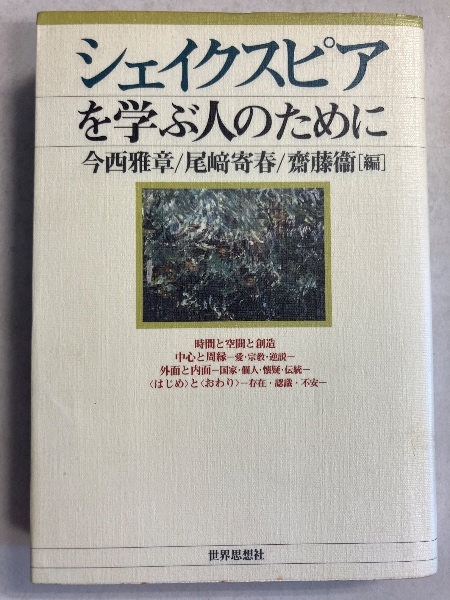 シェイクスピア
を学ぶ人のために
今西雅章/尾﨑寄春/齋藤衞[編]
時間と空間と創造
中心と周縁―愛・宗教・逆説―
外面と内面―国家・個人・懐疑・伝統―
〈はじめ〉と〈おわり〉―存在・認識・不安―
世界思想社